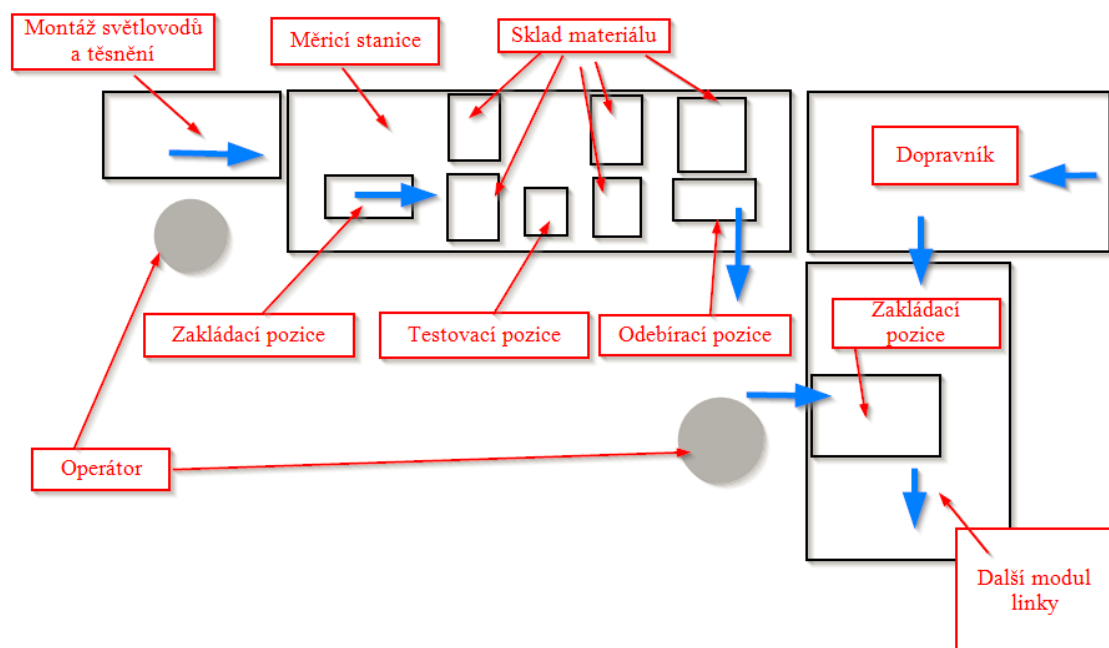 Montáž světlovodů
a těsnění
Měricí stanice
Sklad materiálu
Dopravník
Zakládací pozice
Testovací pozice
Odebírací pozice
Zakládací
pozice
Operátor
Další modul
linky